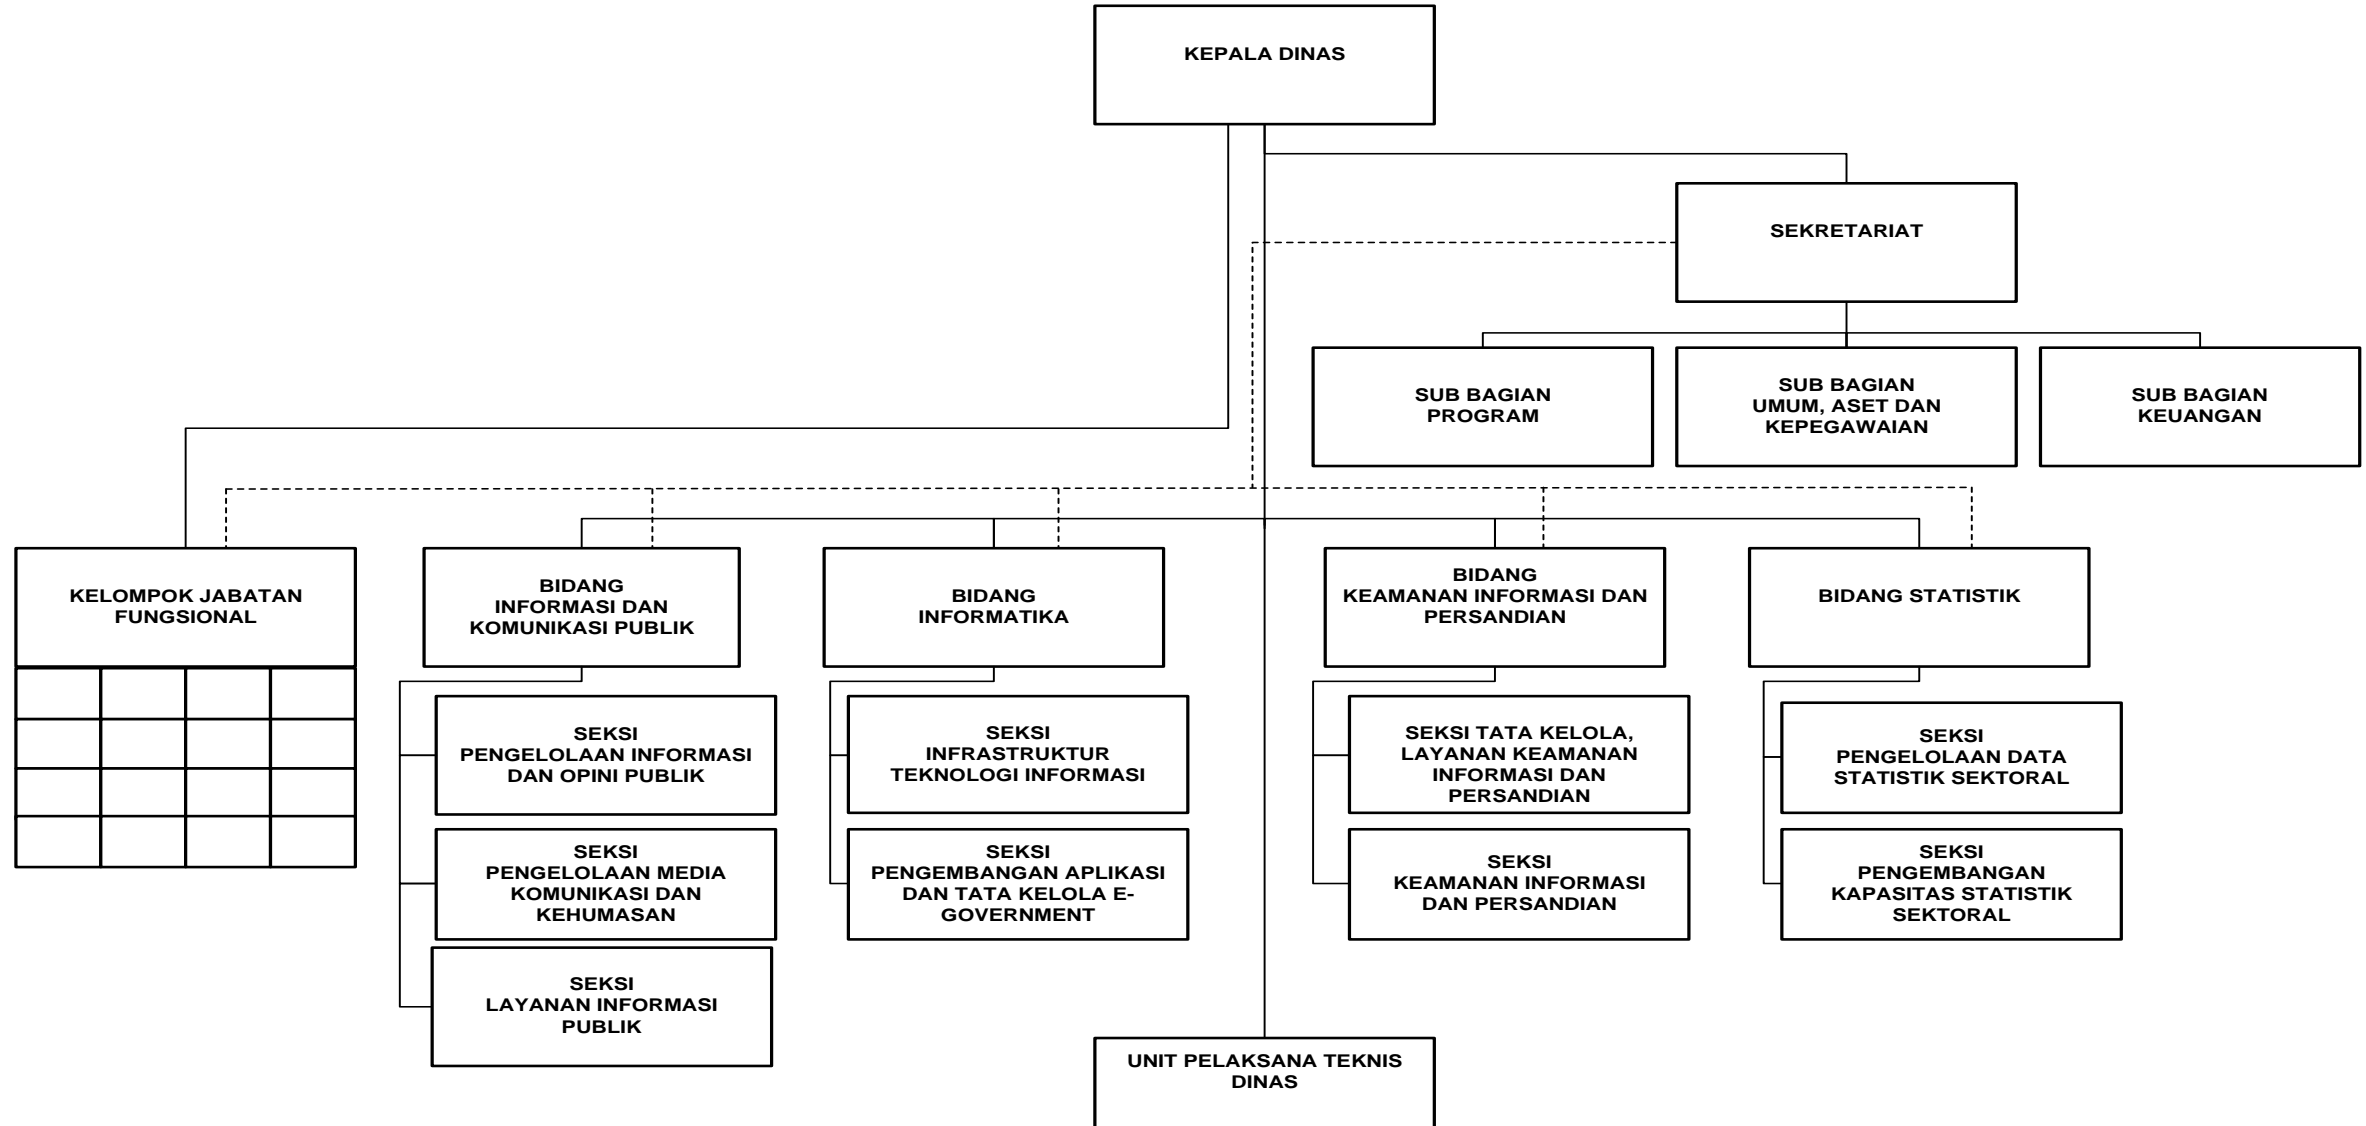 KEPALA DINAS
SEKRETARIAT
SUB BAGIAN
PROGRAM
SUB BAGIAN
UMUM, ASET DAN
KEPEGAWAIAN
SUB BAGIAN
KEUANGAN
KELOMPOK JABATAN
FUNGSIONAL
BIDANG
INFORMASI DAN
KOMUNIKASI PUBLIK
BIDANG
INFORMATIKA
BIDANG
KEAMANAN INFORMASI DAN
PERSANDIAN
BIDANG STATISTIK
SEKSI
PENGELOLAAN INFORMASI
DAN OPINI PUBLIK
SEKSI
INFRASTRUKTUR
TEKNOLOGI INFORMASI
SEKSI TATA KELOLA,
LAYANAN KEAMANAN
INFORMASI DAN
PERSANDIAN
SEKSI
PENGELOLAAN DATA
STATISTIK SEKTORAL
SEKSI
PENGELOLAAN MEDIA
KOMUNIKASI DAN
KEHUMASAN
SEKSI
PENGEMBANGAN APLIKASI
DAN TATA KELOLA E-
GOVERNMENT
SEKSI
KEAMANAN INFORMASI
DAN PERSANDIAN
SEKSI
PENGEMBANGAN
KAPASITAS STATISTIK
SEKTORAL
SEKSI
LAYANAN INFORMASI
PUBLIK
UNIT PELAKSANA TEKNIS
DINAS